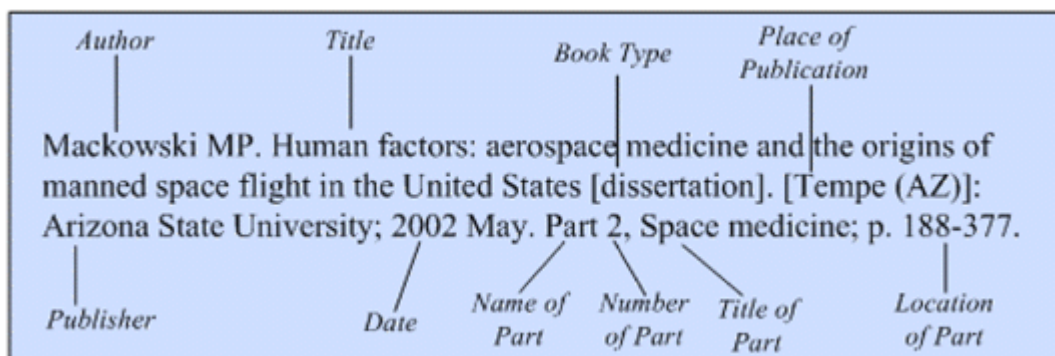 Author Title Book Type Place of
Publication
Mackowski MP. Human factors: aerospace medicine and the origins of
manned space flight in the United States [dissertation]. [Tempe (AZ)]:
Arizona State University; 2002 May. Part 2, Space medicine; p. 188-377.
Publisher Date Name of Number Title of Location
Part of Part Part of Part